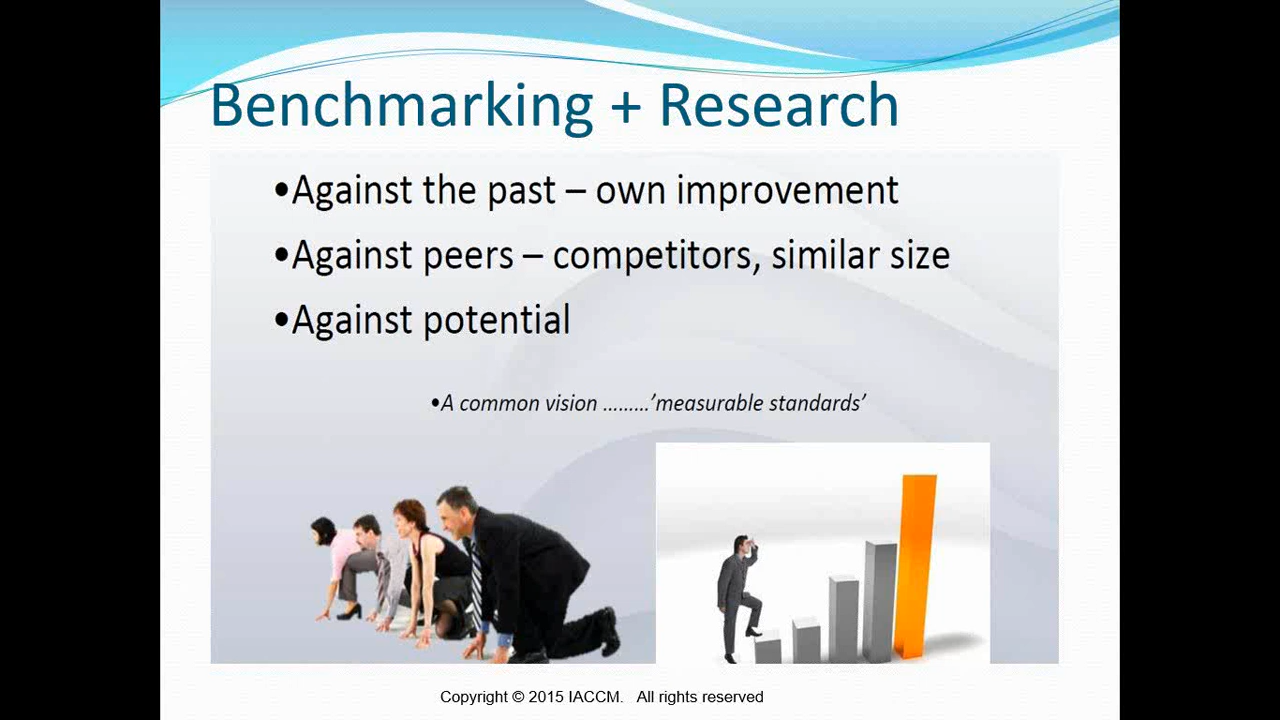 Benchmarking + Research
•Against the past – own improvement
•Against peers – competitors, similar size
•Against potential
•A common vision ………’measurable standards’
Copyright © 2015 IACCM. All rights reserved